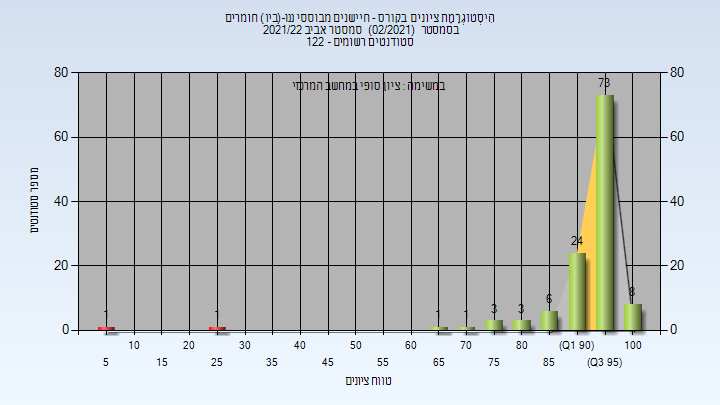 היסטוגרמת ציונים בקורס - חיישנים מבוססי ננו-(ביו) חומרים
בסמסטר (02/2021) סמסטר אביב 2021/22
סטודנטים רשומים - 122
במשימה : ציון סופי במחשב המרכזי
80 80
60 60
40 40
20 20
0 0
מספר סטודנטים
1 1 1 1 3 3 6 24 73 8
10 20 30 40 50 60 70 80 (Q1 90) 100
5 15 25 35 45 55 65 75 85 (Q3 95)
טווח ציונים